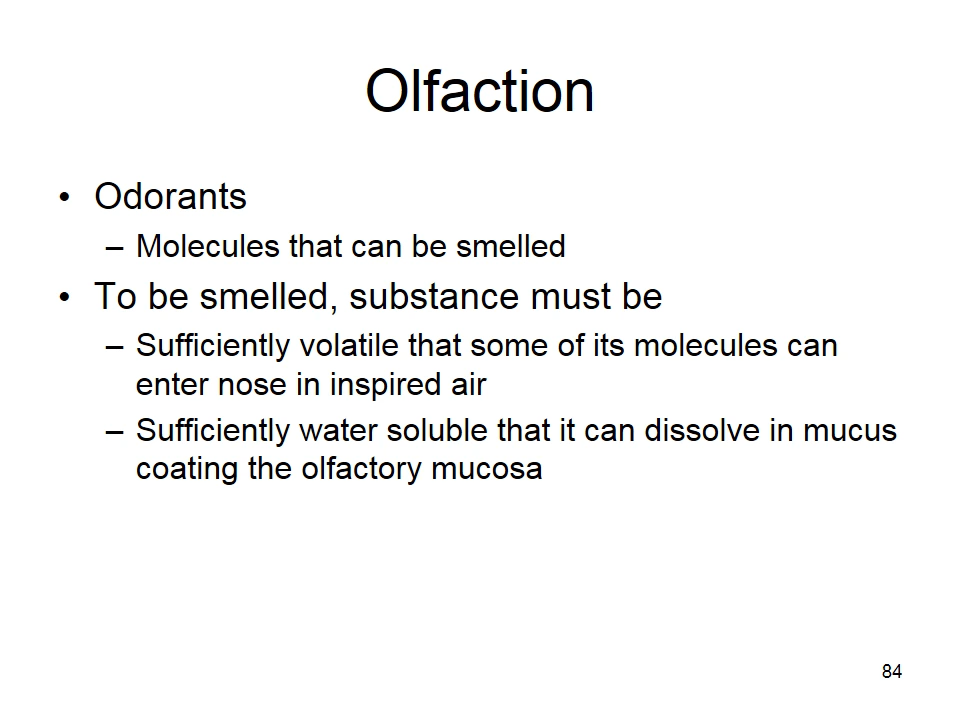 Olfaction
• Odorants
– Molecules that can be smelled
• To be smelled, substance must be
– Sufficiently volatile that some of its molecules can
enter nose in inspired air
– Sufficiently water soluble that it can dissolve in mucus
coating the olfactory mucosa
84